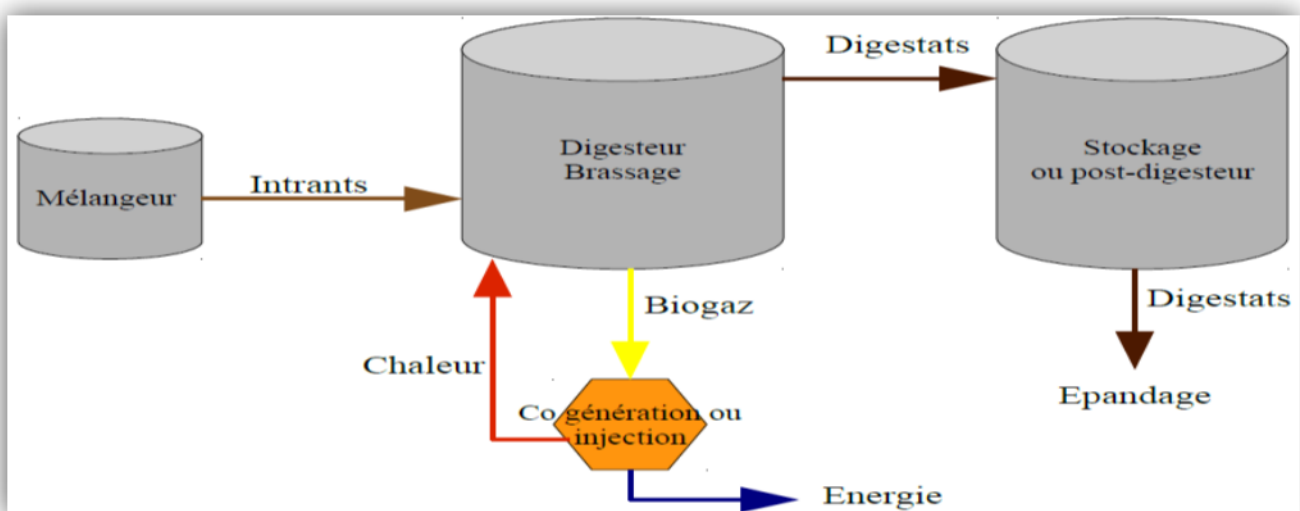 Digestats
Digesteur
Brassage
Stockage
ou post-digesteur
Mélangeur
Intrants
Biogaz
Digestats
Chaleur
Epandage
Co génération ou
injection
Energie